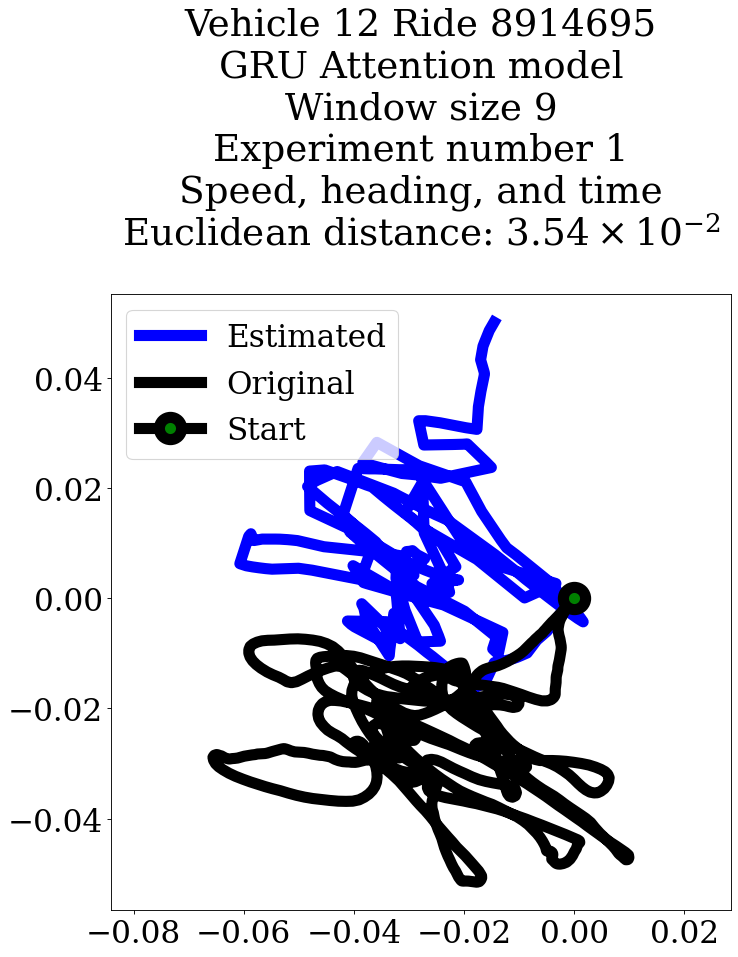 Vehicle 12 Ride 8914695
GRU Attention model
Window size 9
Experiment number 1
Speed, heading, and time
Euclidean distance: 3.54 × 10⁻²
Estimated
Original
Start
0.04
0.02
0.00
−0.02
−0.04
−0.08 −0.06 −0.04 −0.02 0.00 0.02